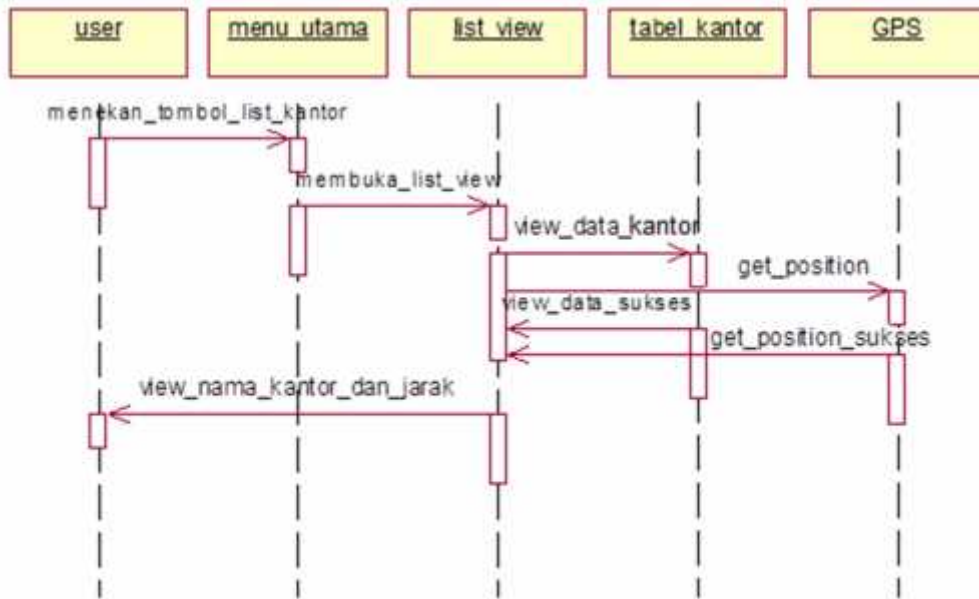 user
menu_utama
list_view
tabel_kantor
GPS
menekan_tombol_list_kantor
membuka_list_view
view_data_kantor
get_position
view_data_sukses
get_position_sukses
view_nama_kantor_dan_jarak